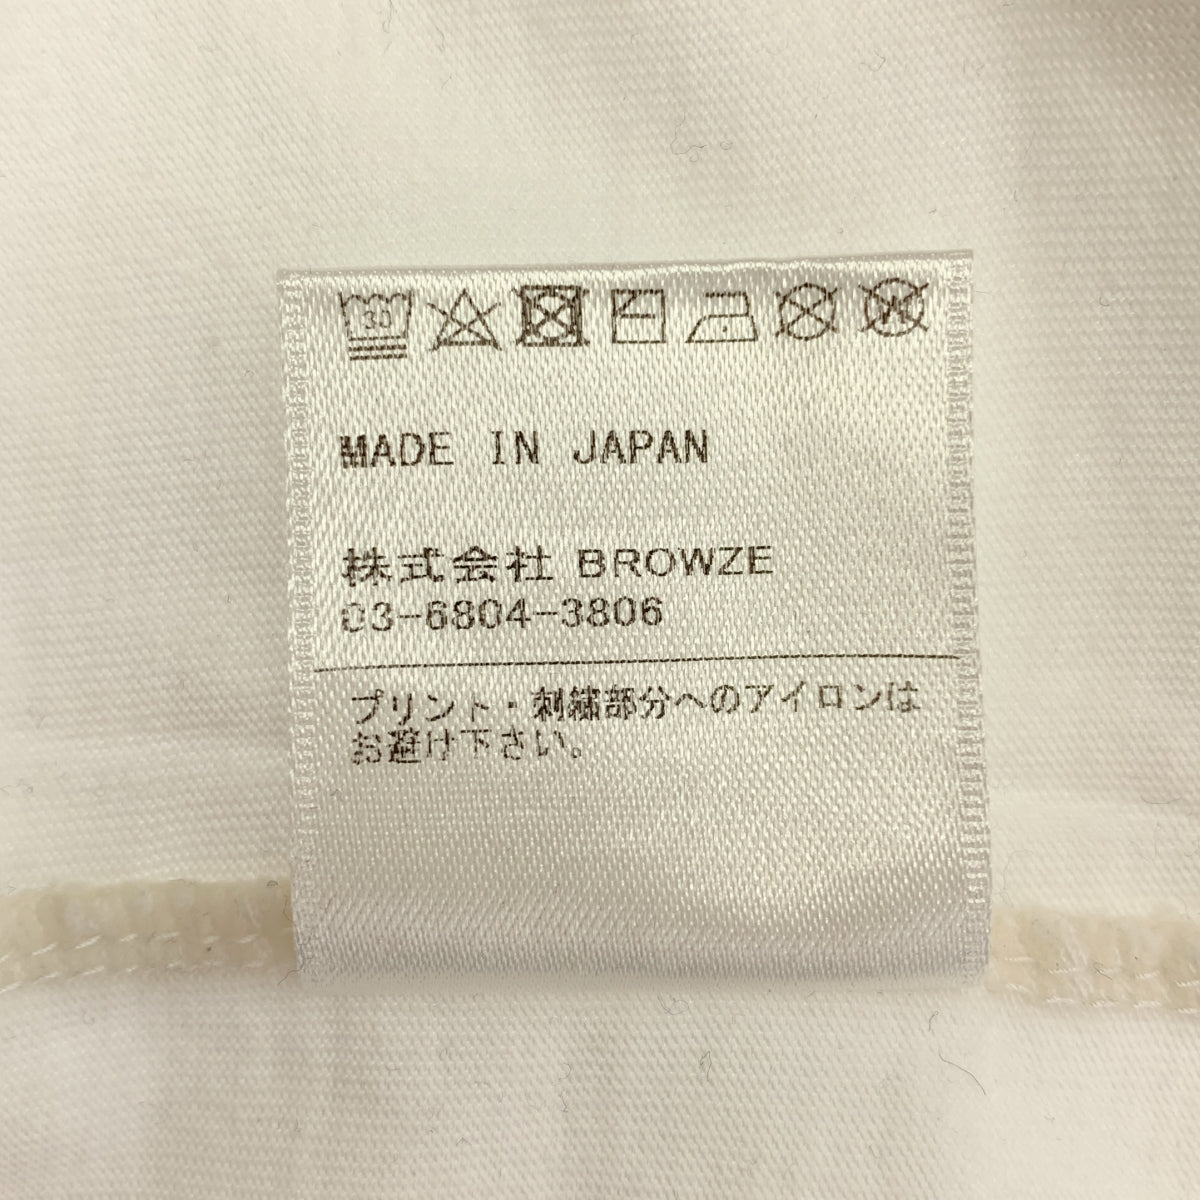 30
MADE IN JAPAN
株式会社 BROWZE
03-6804-3806
プリント・刺繍部分へのアイロンは
お避け下さい。